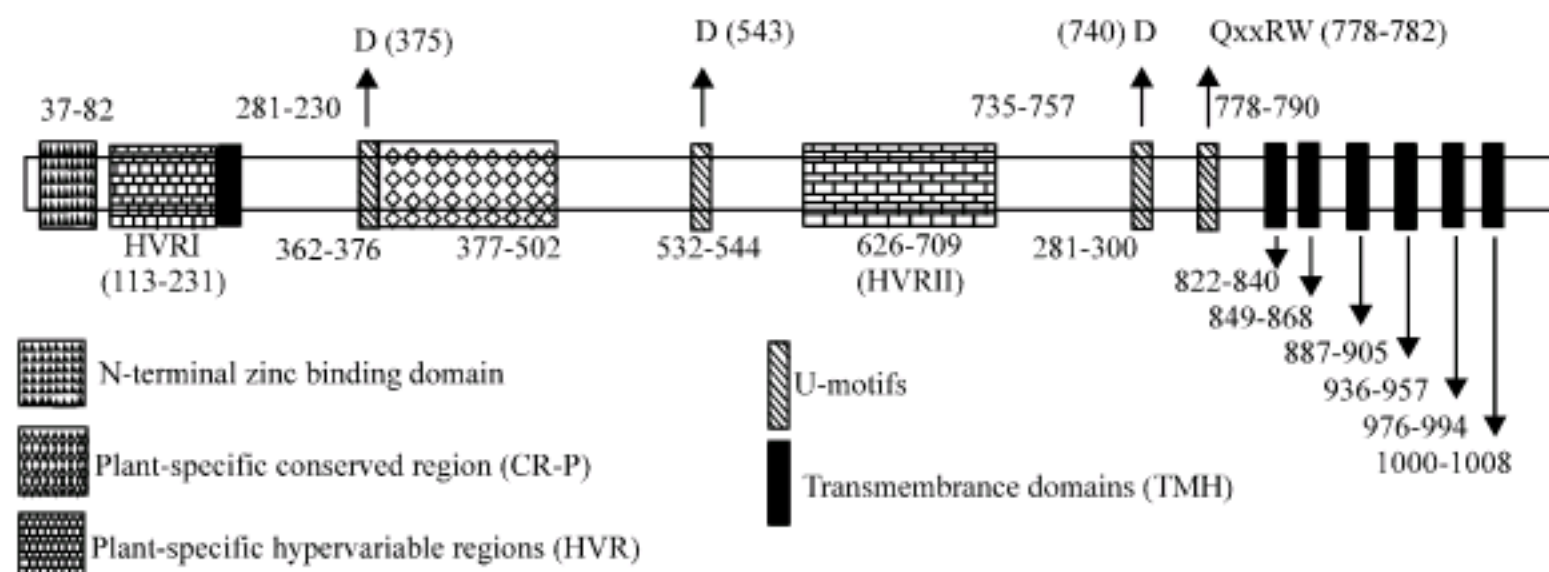 D (375)
D (543)
(740) D
QxxRW (778-782)
37-82
281-230
735-757
778-790
HVRI
(113-231)
362-376
377-502
532-544
626-709
(HVRII)
281-300
822-840
849-868
887-905
936-957
976-994
1000-1008
N-terminal zinc binding domain
Plant-specific conserved region (CR-P)
Plant-specific hypervariable regions (HVR)
U-motifs
Transmembrance domains (TMH)